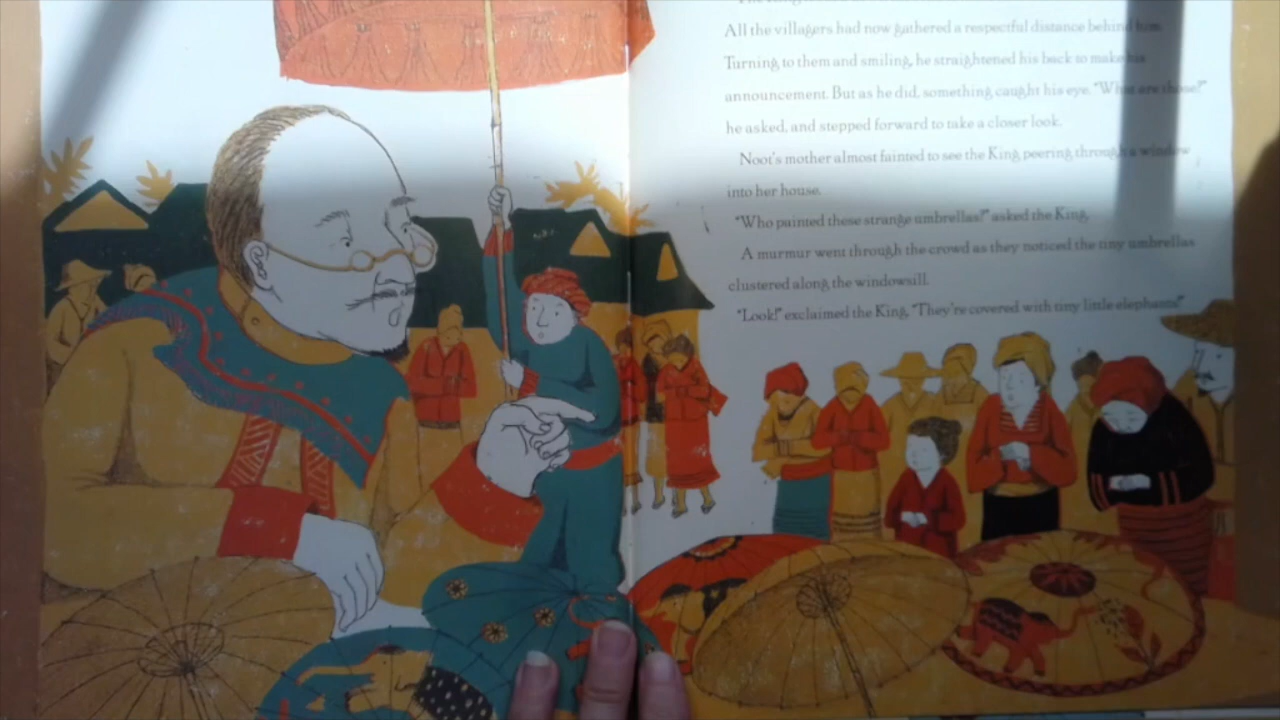 All the villagers had now gathered a respectful distance behind him.
Turning to them and smiling, he straightened his back to make his
announcement. But as he did, something caught his eye. "What are those?"
he asked, and stepped forward to take a closer look.
Noot's mother almost fainted to see the King peering through a window
into her house.
"Who painted these strange umbrellas?" asked the King.
A murmur went through the crowd as they noticed the tiny umbrellas
clustered along the windowsill.
"Look!" exclaimed the King, "They're covered with tiny little elephants!"